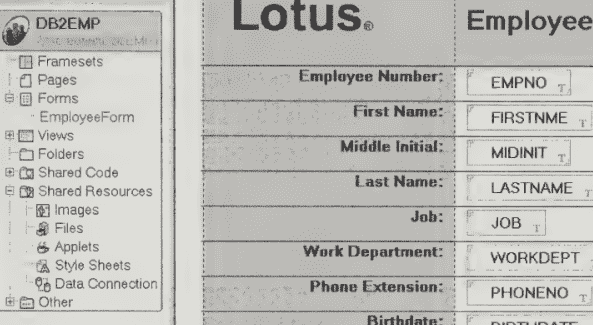 DB2EMP
Framesets
Pages
Forms
EmployeeForm
Views
Folders
Shared Code
Shared Resources
Images
Files
Applets
Style Sheets
Data Connection
Other
Lotus® Employee
Employee Number: EMPNO T
First Name: FIRSTNME T
Middle Initial: MIDINIT T
Last Name: LASTNAME T
Job: JOB T
Work Department: WORKDEPT
Phone Extension: PHONENO T
Birthdate: BIRTHDATE